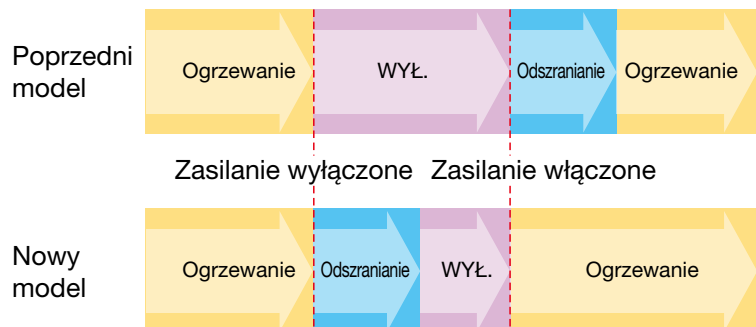 Poprzedni
model
Ogrzewanie
WYŁ.
Odszranianie
Ogrzewanie
Zasilanie wyłączone
Zasilanie włączone
Nowy
model
Ogrzewanie
Odszranianie
WYŁ.
Ogrzewanie